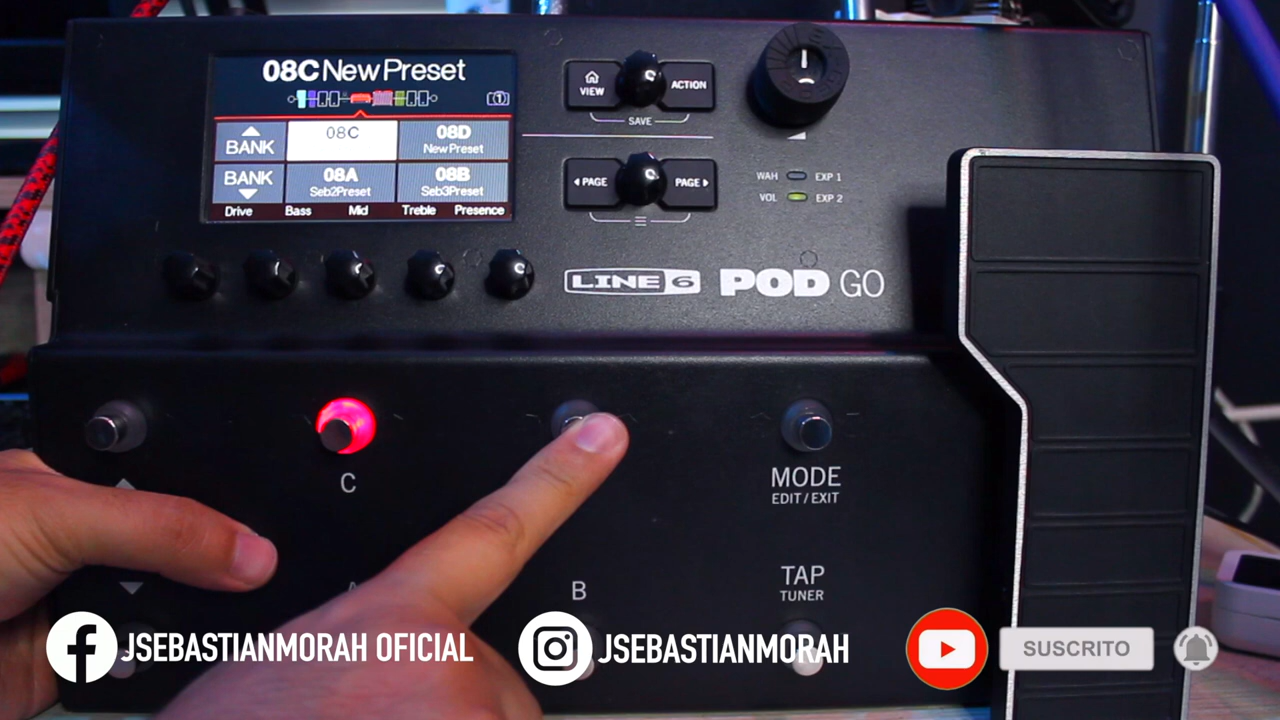 08C New Preset
1
BANK
08C
08D
New Preset
BANK
08A
Seb2Preset
08B
Seb3Preset
Drive Bass Mid Treble Presence
VIEW
ACTION
SAVE
PAGE
PAGE
WAH EXP 1
VOL EXP 2
LINE 6 POD GO
C
MODE
EDIT / EXIT
A
B
TAP
TUNER
JSEBASTIANMORAH OFICIAL
JSEBASTIANMORAH
SUSCRITO